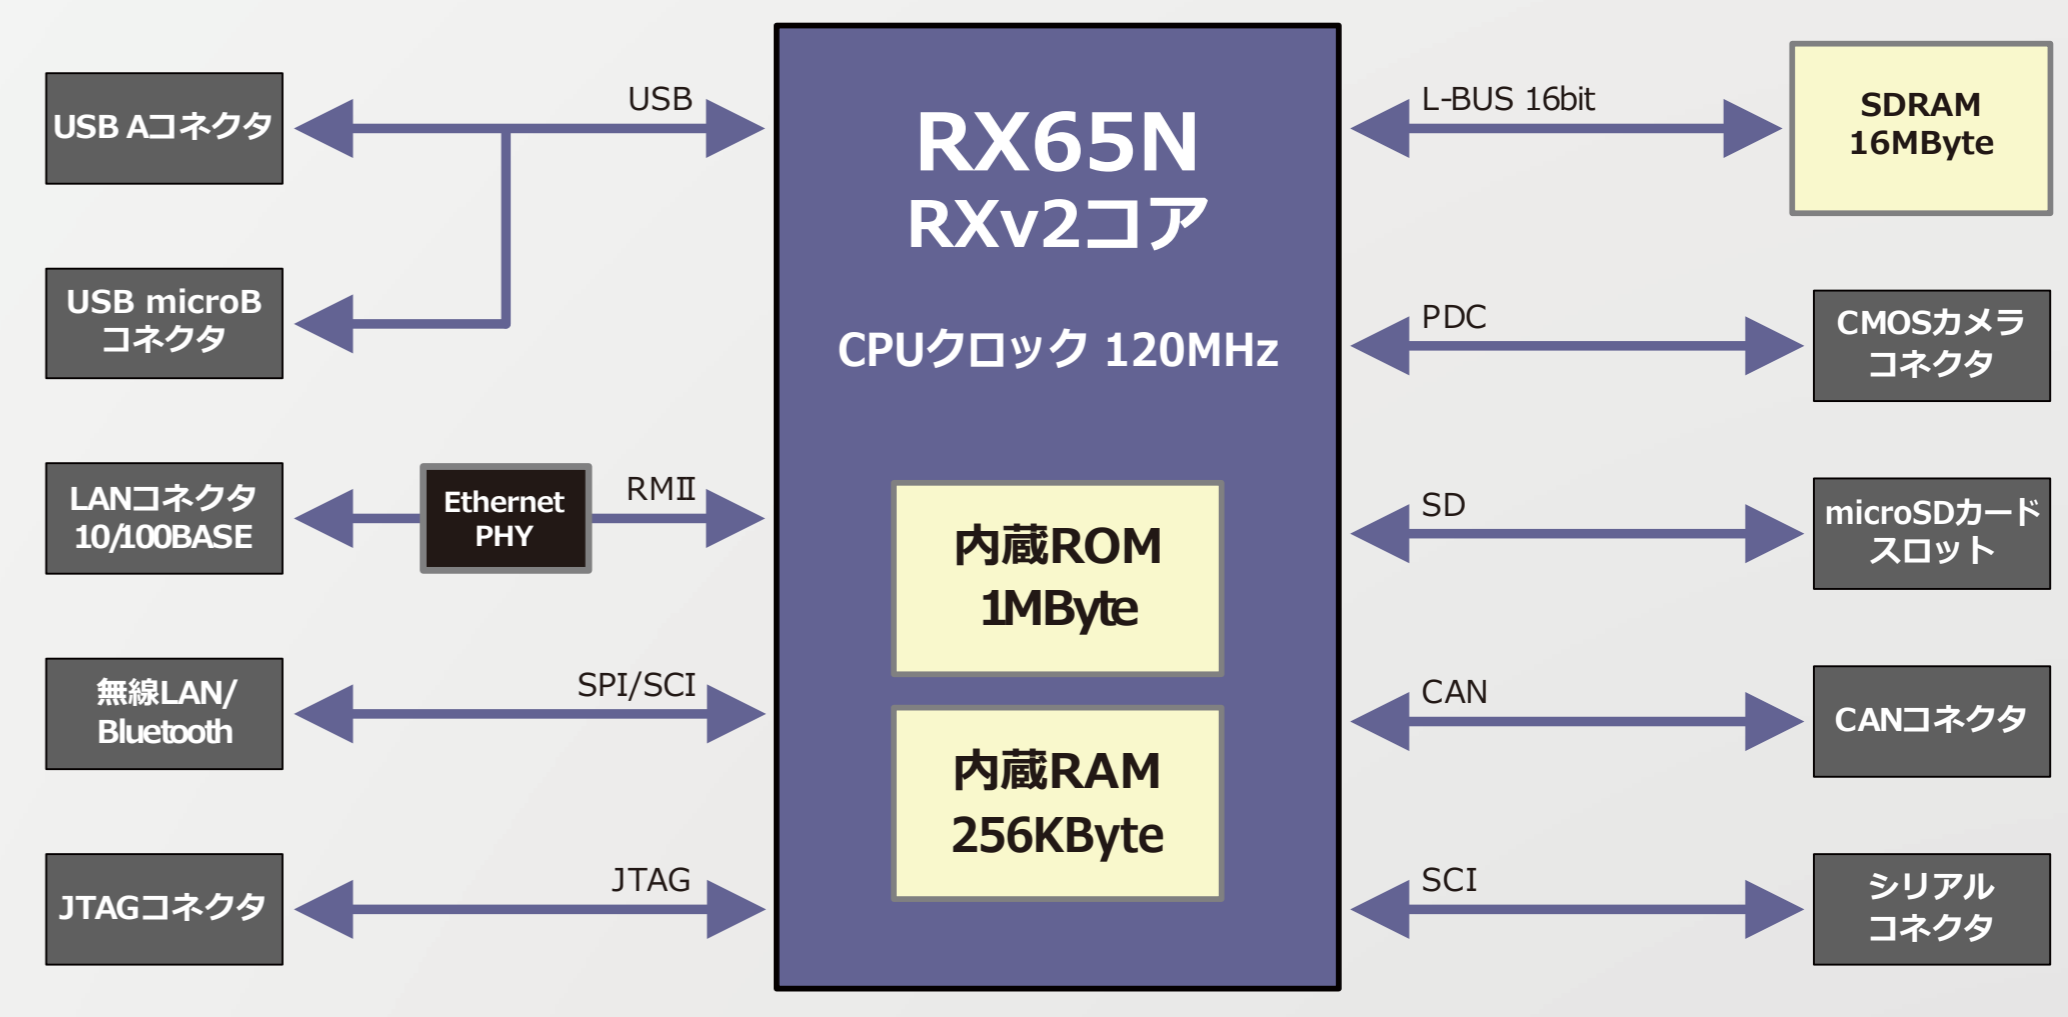 USB Aコネクタ
USB
USB microB
コネクタ
LANコネクタ
10/100BASE
Ethernet
PHY
RMⅡ
無線LAN/
Bluetooth
SPI/SCI
JTAGコネクタ
JTAG
RX65N
RXv2コア
CPUクロック 120MHz
内蔵ROM
1MByte
内蔵RAM
256KByte
L-BUS 16bit
SDRAM
16MByte
PDC
CMOSカメラ
コネクタ
SD
microSDカード
スロット
CAN
CANコネクタ
SCI
シリアル
コネクタ